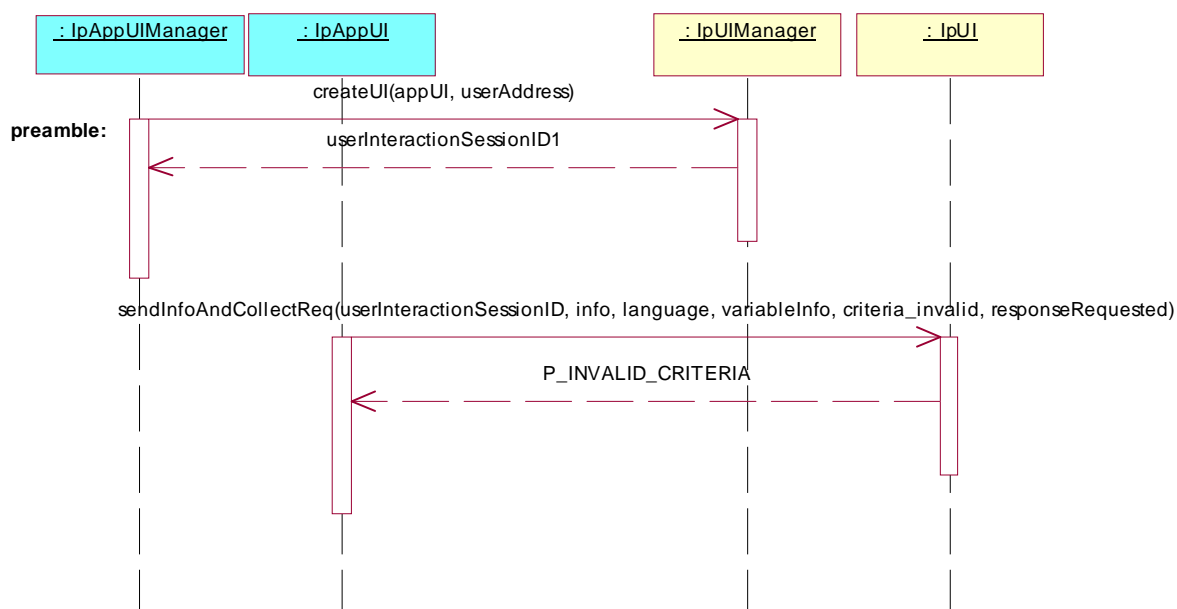 : IpAppUIManager
: IpAppUI
: IpUIManager
: IpUI
createUI(appUI, userAddress)
preamble:
userInteractionSessionID1
sendInfoAndCollectReq(userInteractionSessionID, info, language, variableInfo, criteria_invalid, responseRequested)
P_INVALID_CRITERIA